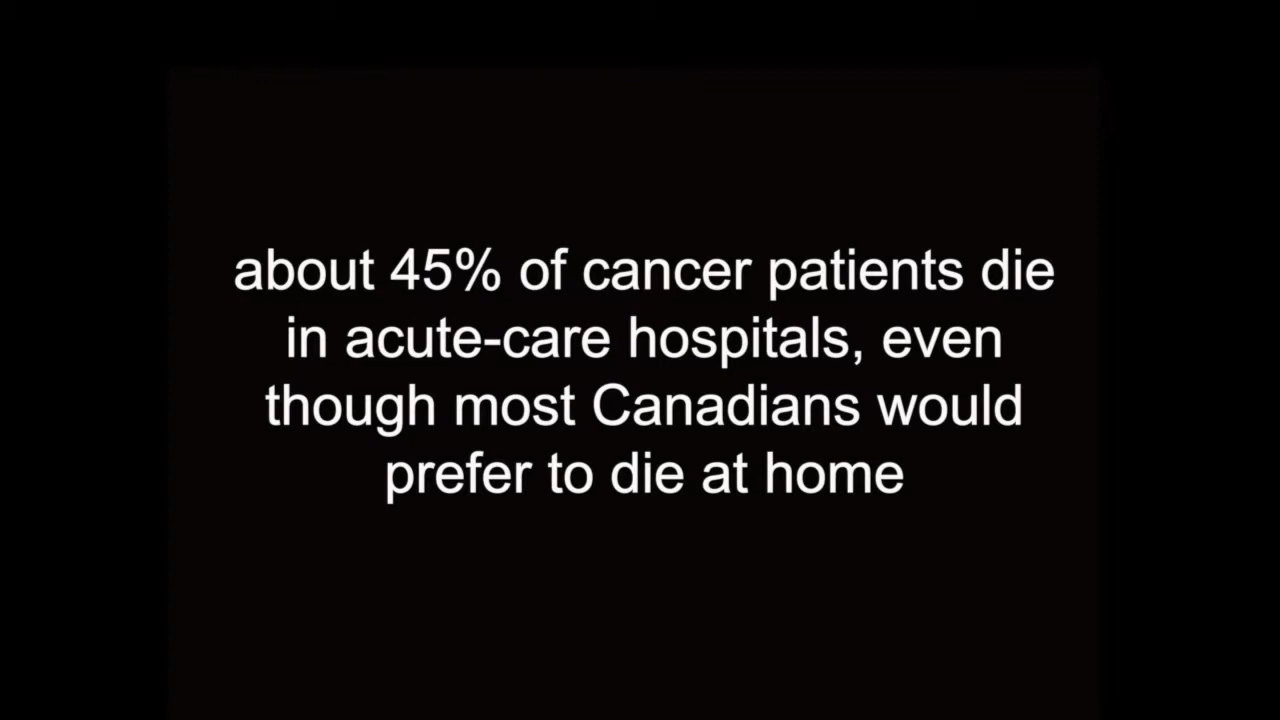 about 45% of cancer patients die
in acute-care hospitals, even
though most Canadians would
prefer to die at home